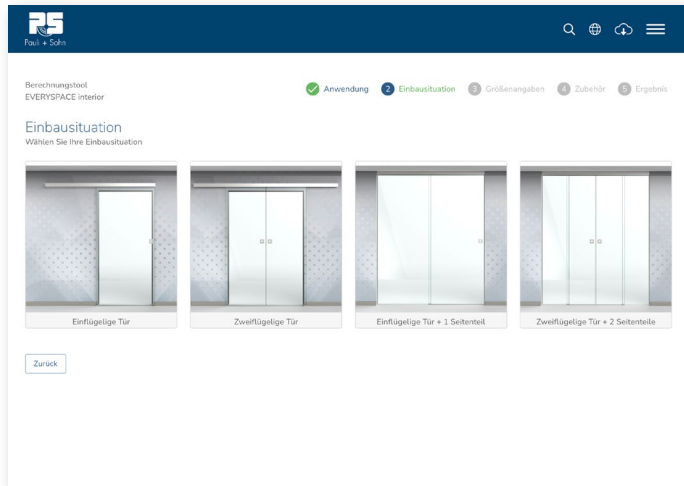 PS
Pauli + Sohn
Berechnungstool
EVERYSPACE interior
Anwendung 2 Einbausituation 3 Größenangaben 4 Zubehör 5 Ergebnis
Einbausituation
Wählen Sie Ihre Einbausituation
Einflügelige Tür Zweiflügelige Tür Einflügelige Tür + 1 Seitenteil Zweiflügelige Tür + 2 Seitenteile
Zurück